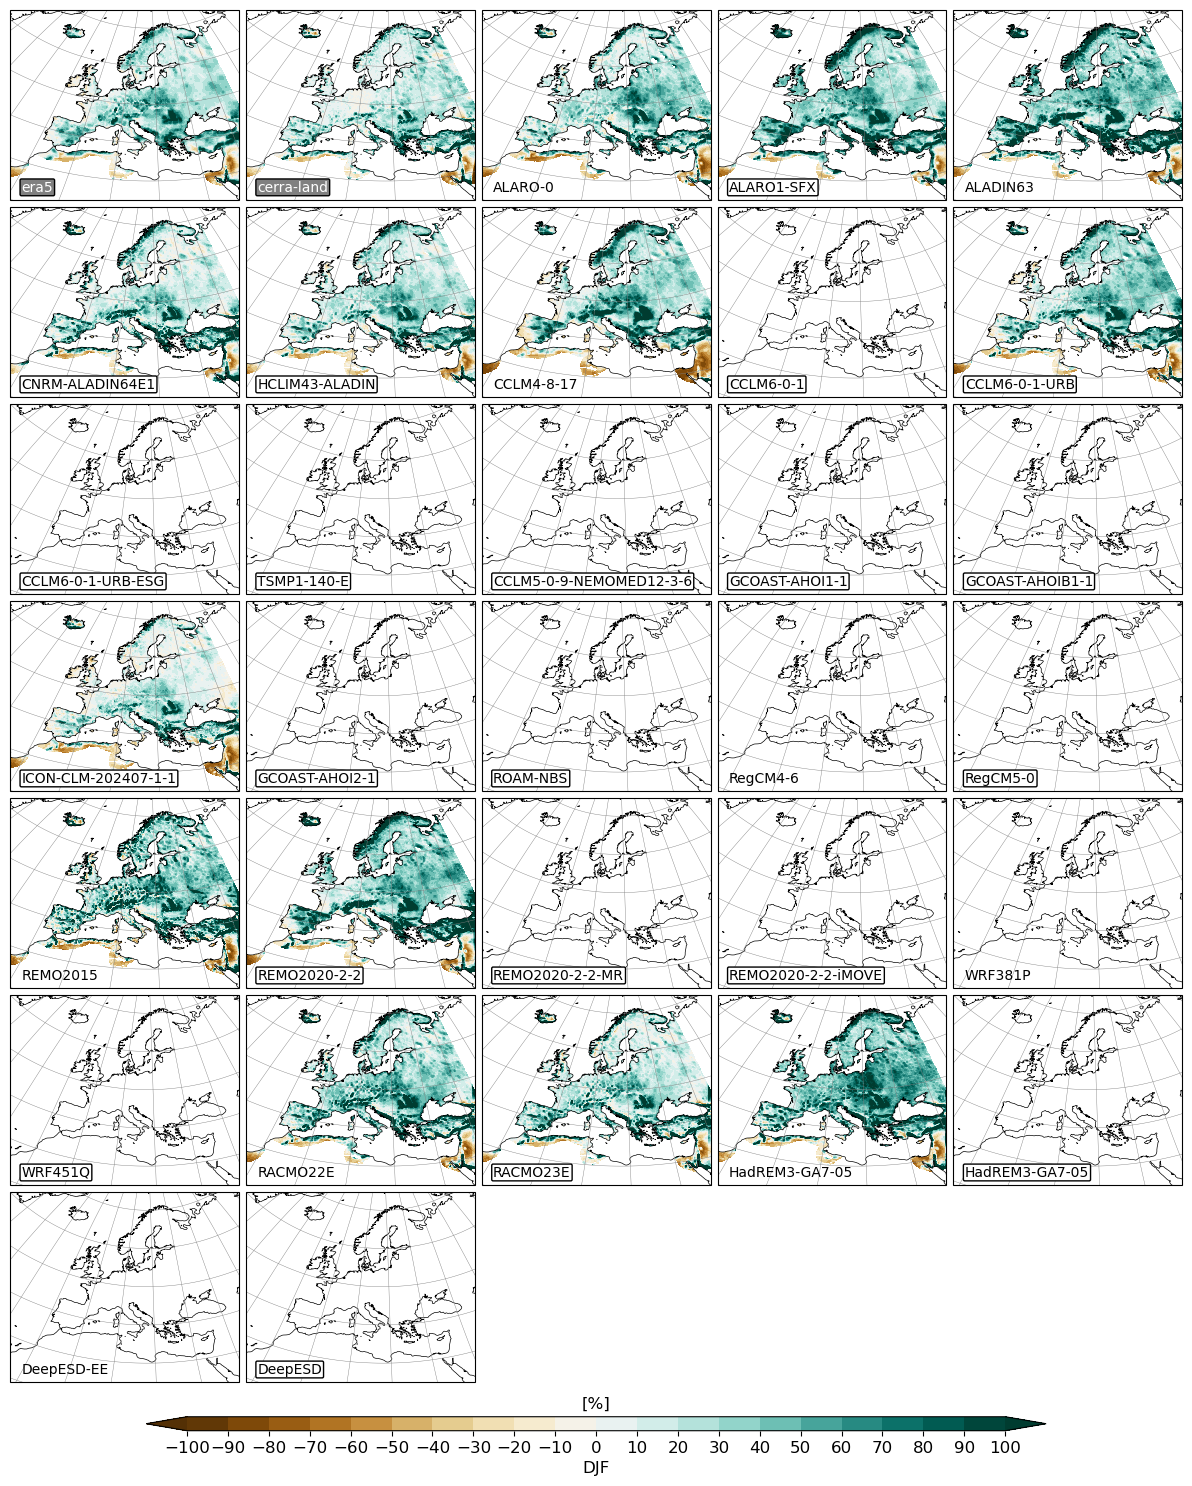 era5
cerra-land
ALARO-0
ALARO1-SFX
ALADIN63
CNRM-ALADIN64E1
HCLIM43-ALADIN
CCLM4-8-17
CCLM6-0-1
CCLM6-0-1-URB
CCLM6-0-1-URB-ESG
TSMP1-140-E
CCLM5-0-9-NEMOMED12-3-6
GCOAST-AHOI1-1
GCOAST-AHOIB1-1
ICON-CLM-202407-1-1
GCOAST-AHOI2-1
ROAM-NBS
RegCM4-6
RegCM5-0
REMO2015
REMO2020-2-2
REMO2020-2-2-MR
REMO2020-2-2-iMOVE
WRF381P
WRF451Q
RACMO22E
RACMO23E
HadREM3-GA7-05
HadREM3-GA7-05
DeepESD-EE
DeepESD
[%]
−100 −90 −80 −70 −60 −50 −40 −30 −20 −10 0 10 20 30 40 50 60 70 80 90 100
DJF